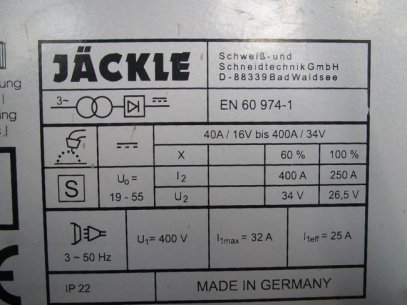 JÄCKLE
Schweiß-und
Schneidtechnik GmbH
D-88339 Bad Waldsee
3~
EN 60 974-1
40A / 16V bis 400A / 34V
X 60 % 100 %
S
U₀ =
19 - 55
I₂ 400 A 250 A
U₂ 34 V 26,5 V
3 ~ 50 Hz
U₁= 400 V
I₁max = 32 A
I₁eff = 25 A
IP 22
MADE IN GERMANY